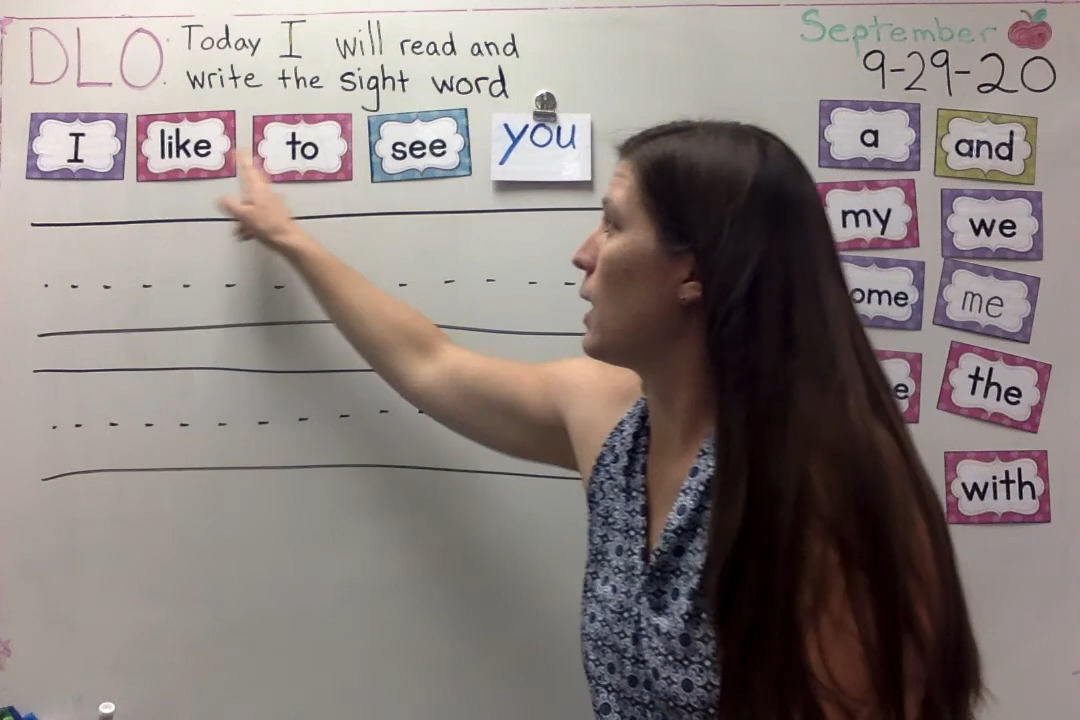 DLO: Today I will read and
write the sight word
September
9-29-20
I like to see you
a and
my we
me
the
with